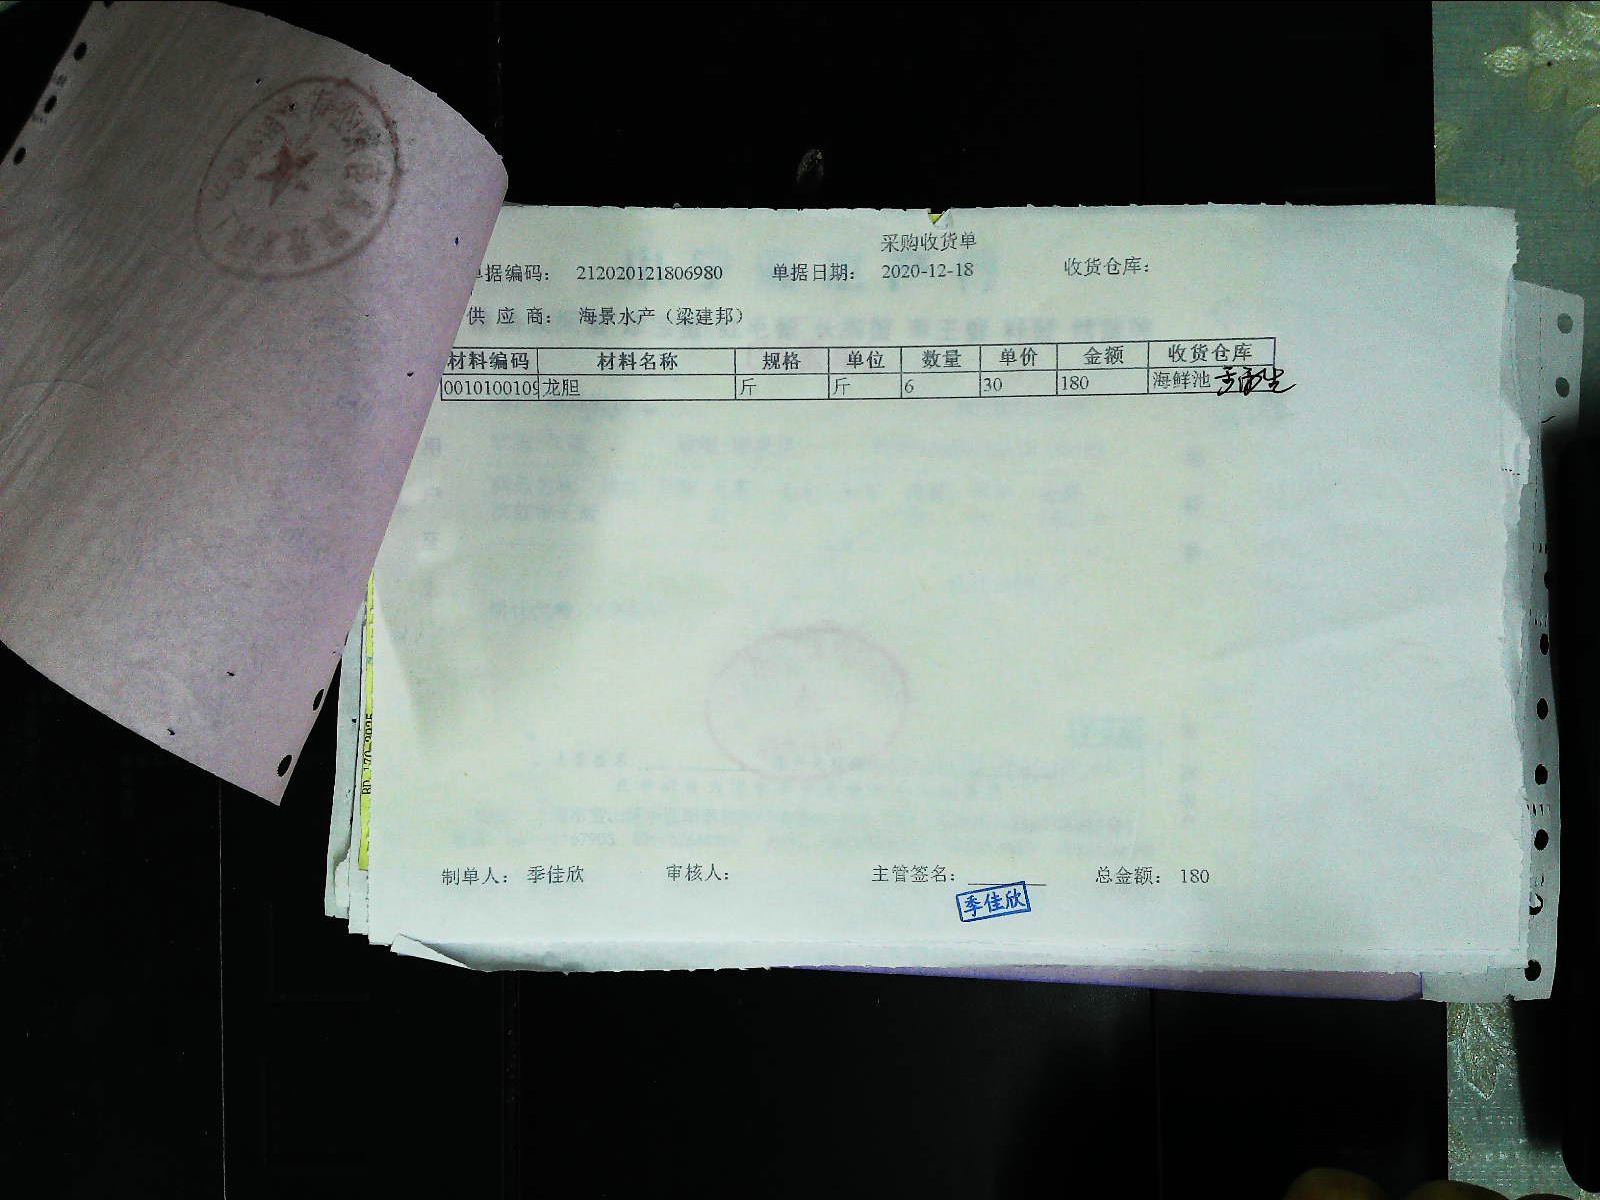 采购收货单
单据编码： 212020121806980 单据日期： 2020-12-18 收货仓库：
供 应 商： 海景水产（梁建邦）
材料编码 材料名称 规格 单位 数量 单价 金额 收货仓库
0010100109 龙胆 斤 斤 6 30 180 海鲜池
制单人： 季佳欣 审核人： 主管签名： 总金额： 180
季佳欣